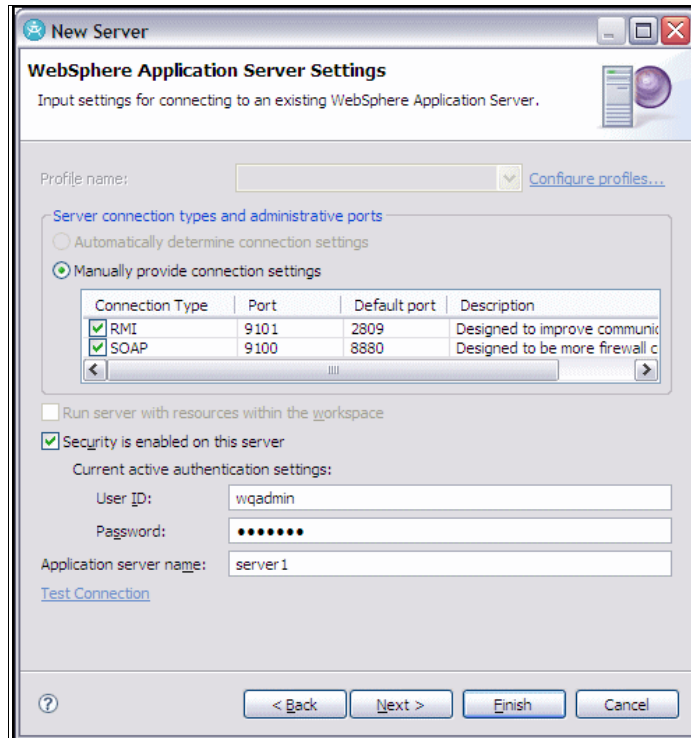 New Server
WebSphere Application Server Settings
Input settings for connecting to an existing WebSphere Application Server.
Profile name: Configure profiles...
Server connection types and administrative ports
Automatically determine connection settings
Manually provide connection settings
Connection Type Port Default port Description
RMI 9101 2809 Designed to improve communic
SOAP 9100 8880 Designed to be more firewall c
Run server with resources within the workspace
Security is enabled on this server
Current active authentication settings:
User ID: wqadmin
Password: •••••••
Application server name: server1
Test Connection
? < Back Next > Finish Cancel